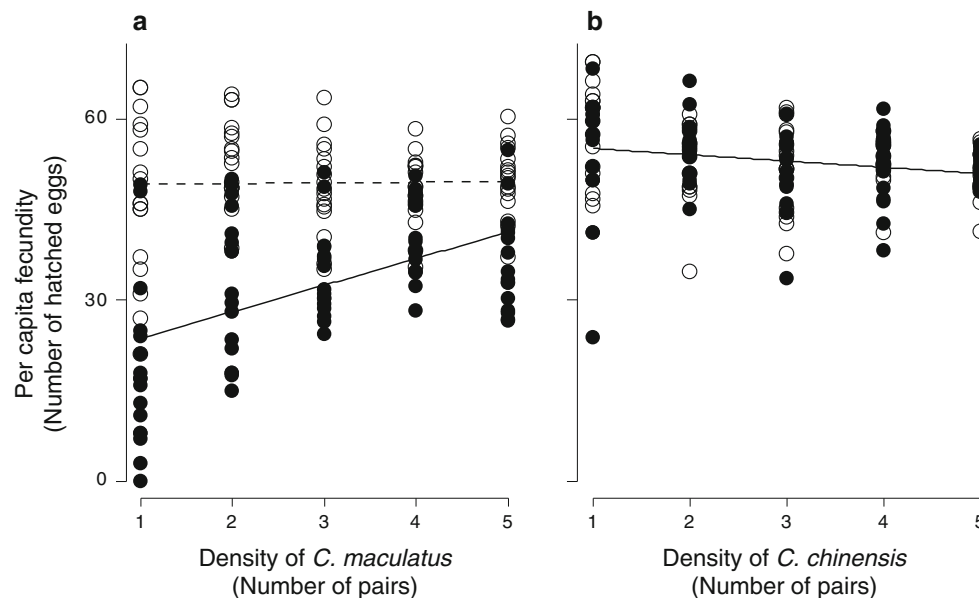 a
b
Per capita fecundity
(Number of hatched eggs)
60
30
0
1 2 3 4 5
1 2 3 4 5
Density of C. maculatus
(Number of pairs)
Density of C. chinensis
(Number of pairs)